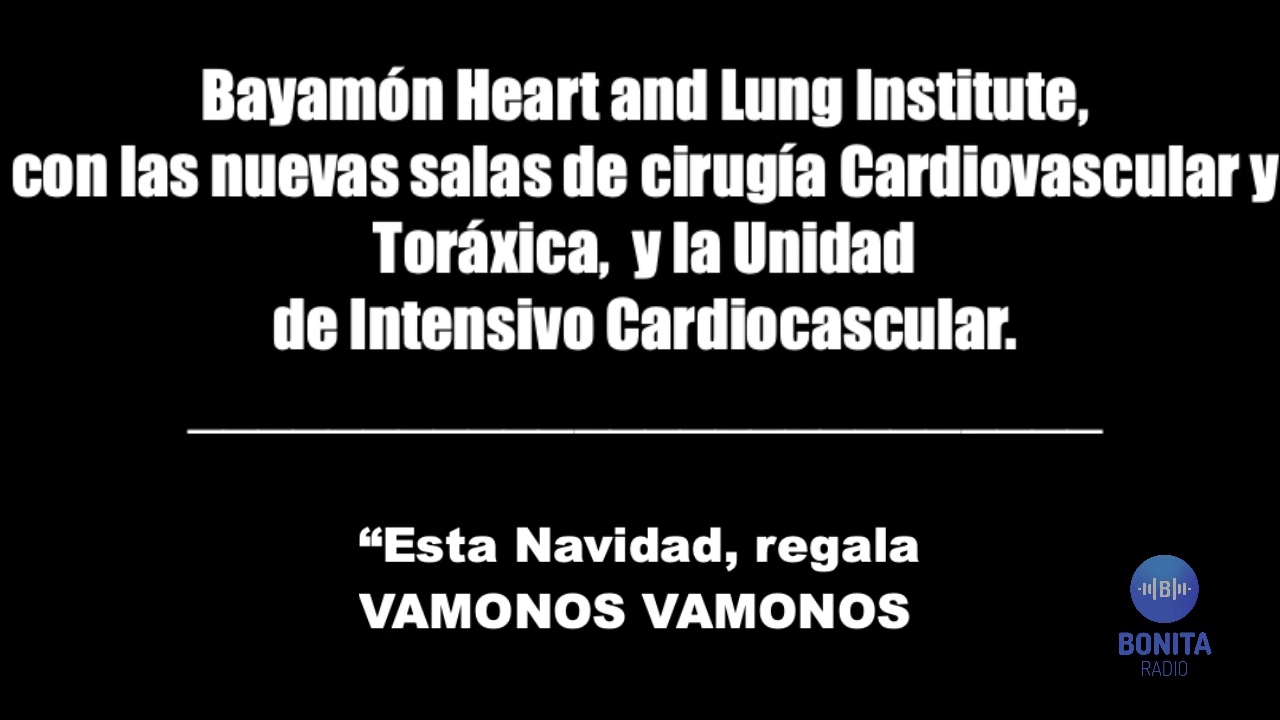 Bayamón Heart and Lung Institute,
con las nuevas salas de cirugía Cardiovascular y
Toráxica, y la Unidad
de Intensivo Cardiocascular.
“Esta Navidad, regala
VAMONOS VAMONOS
B
BONITA
RADIO